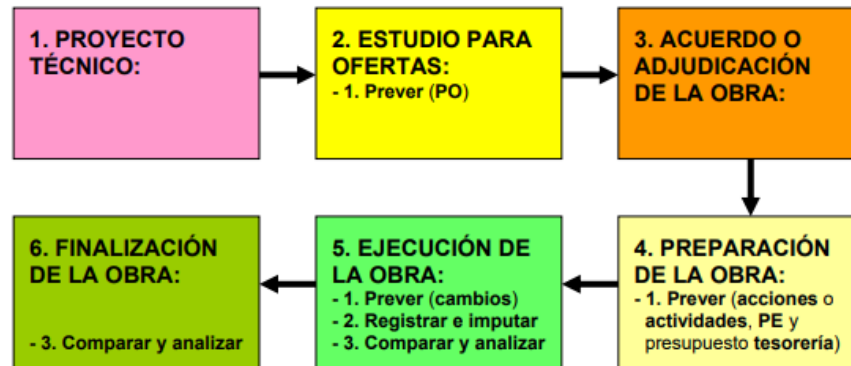 1. PROYECTO
TÉCNICO:
2. ESTUDIO PARA
OFERTAS:
- 1. Prever (PO)
3. ACUERDO O
ADJUDICACIÓN
DE LA OBRA:
4. PREPARACIÓN
DE LA OBRA:
- 1. Prever (acciones o
actividades, PE y
presupuesto tesorería)
5. EJECUCIÓN DE
LA OBRA:
- 1. Prever (cambios)
- 2. Registrar e imputar
- 3. Comparar y analizar
6. FINALIZACIÓN
DE LA OBRA:
- 3. Comparar y analizar